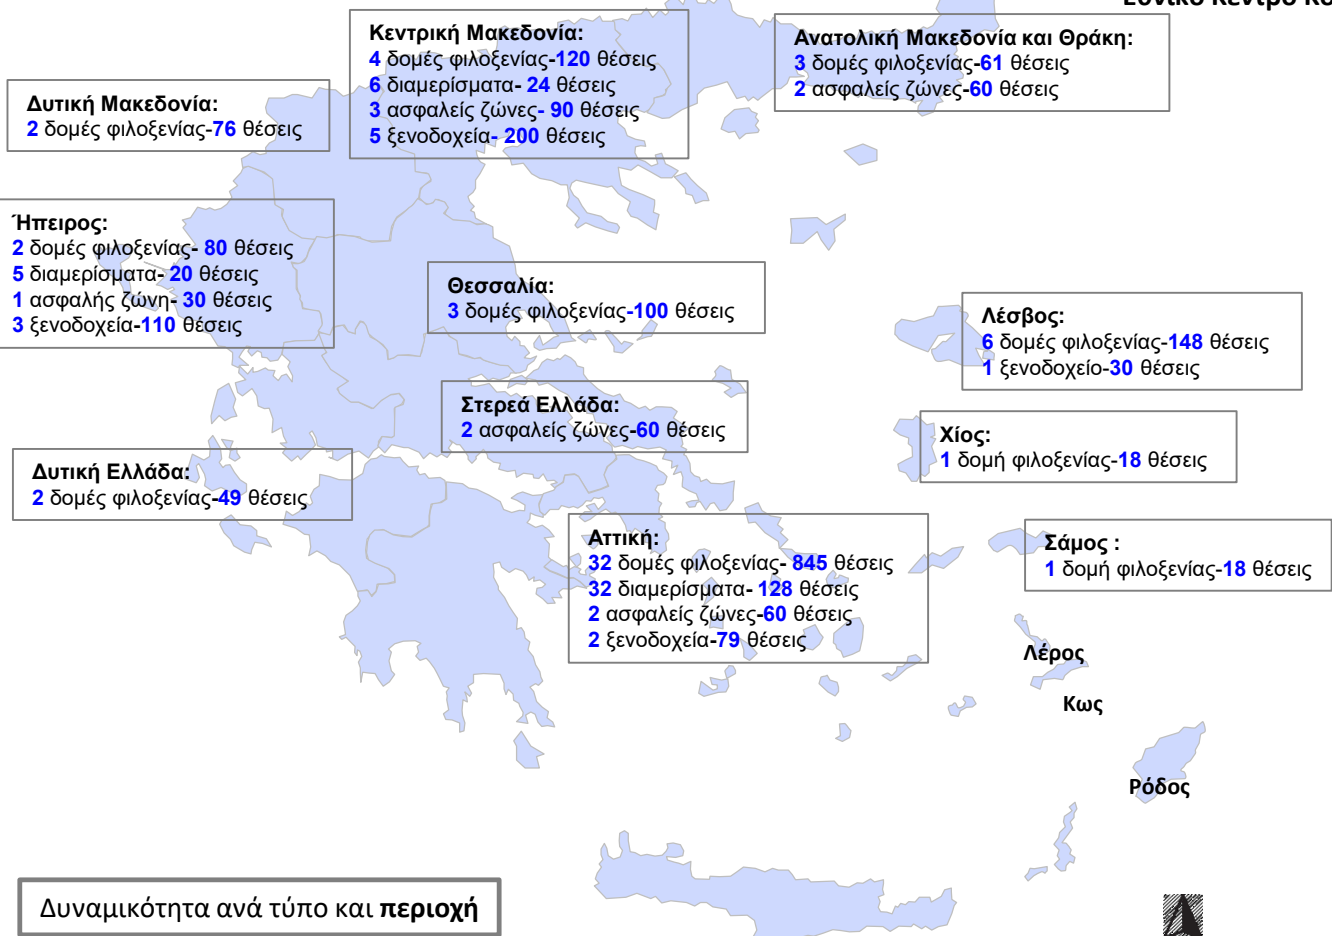 Εθνικό Κέντρο Κο
Κεντρική Μακεδονία:
4 δομές φιλοξενίας-120 θέσεις
6 διαμερίσματα- 24 θέσεις
3 ασφαλείς ζώνες- 90 θέσεις
5 ξενοδοχεία- 200 θέσεις
Ανατολική Μακεδονία και Θράκη:
3 δομές φιλοξενίας-61 θέσεις
2 ασφαλείς ζώνες-60 θέσεις
Δυτική Μακεδονία:
2 δομές φιλοξενίας-76 θέσεις
Ήπειρος:
2 δομές φιλοξενίας- 80 θέσεις
5 διαμερίσματα- 20 θέσεις
1 ασφαλής ζώνη- 30 θέσεις
3 ξενοδοχεία-110 θέσεις
Θεσσαλία:
3 δομές φιλοξενίας-100 θέσεις
Λέσβος:
6 δομές φιλοξενίας-148 θέσεις
1 ξενοδοχείο-30 θέσεις
Στερεά Ελλάδα:
2 ασφαλείς ζώνες-60 θέσεις
Χίος:
1 δομή φιλοξενίας-18 θέσεις
Δυτική Ελλάδα:
2 δομές φιλοξενίας-49 θέσεις
Αττική:
32 δομές φιλοξενίας- 845 θέσεις
32 διαμερίσματα- 128 θέσεις
2 ασφαλείς ζώνες-60 θέσεις
2 ξενοδοχεία-79 θέσεις
Σάμος :
1 δομή φιλοξενίας-18 θέσεις
Λέρος
Κως
Ρόδος
Δυναμικότητα ανά τύπο και περιοχή